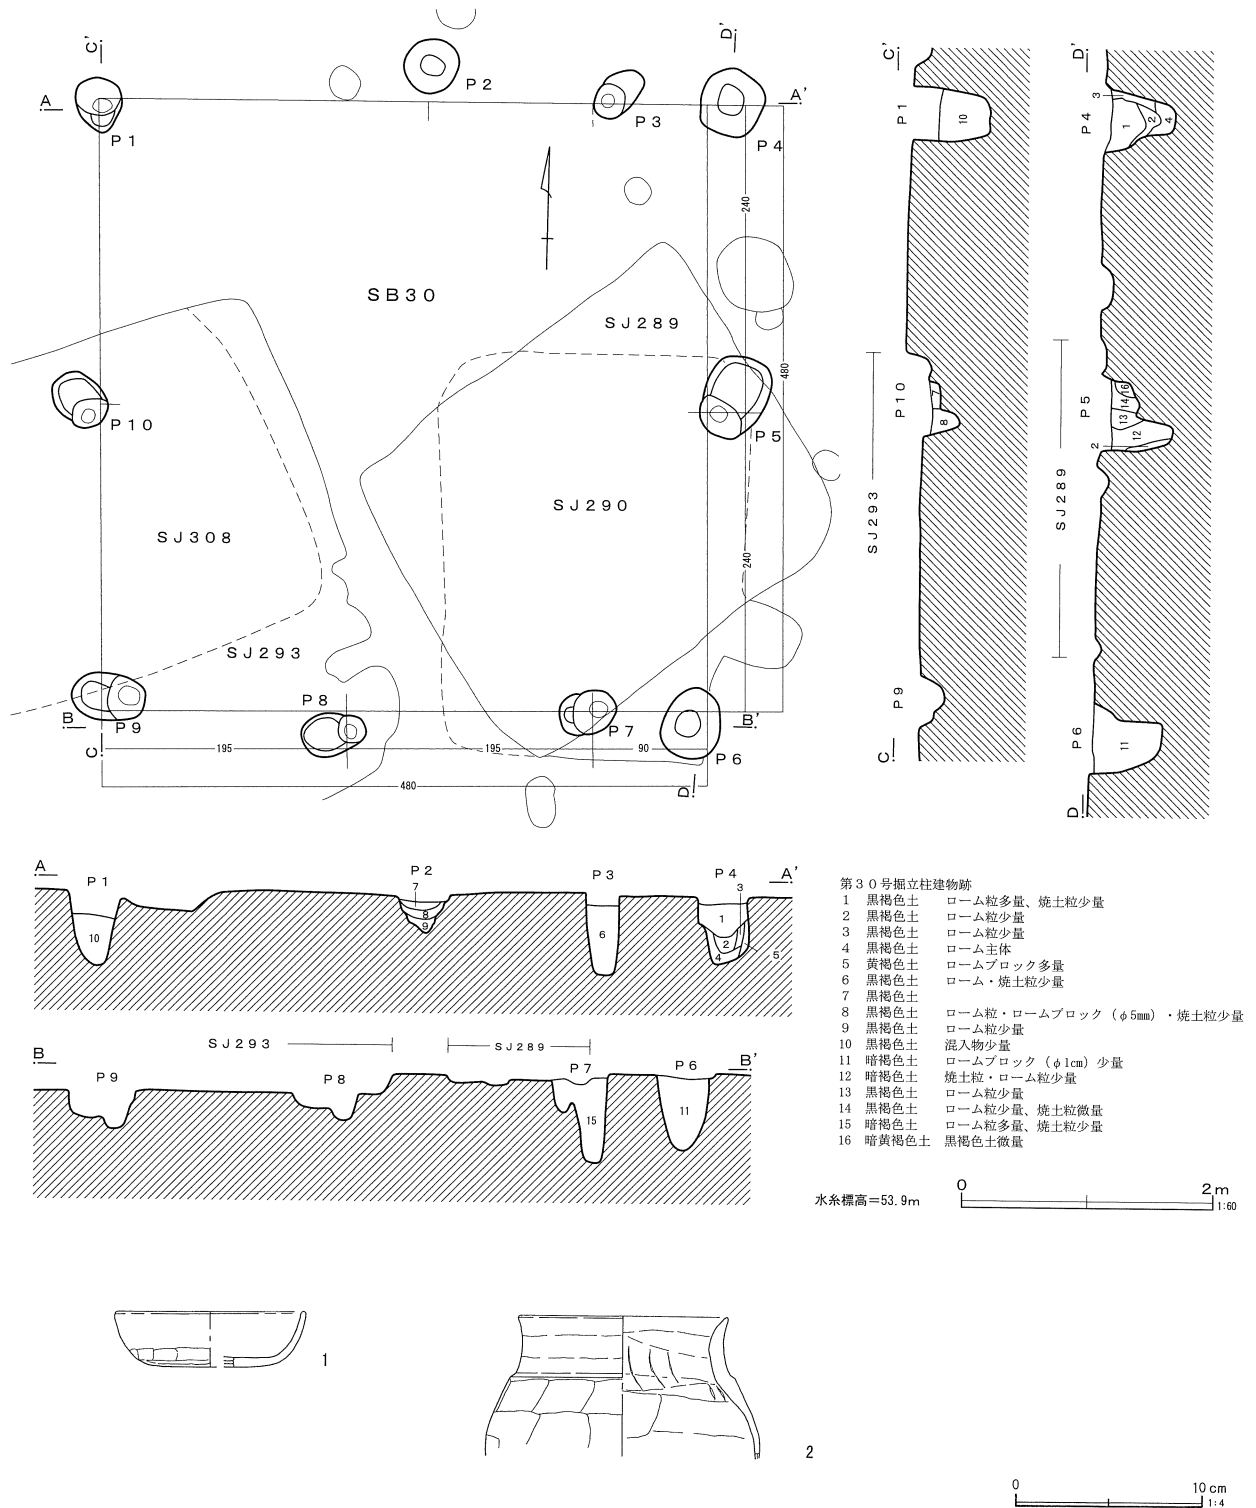 C'
D'
A
A'
P1
P2
P3
P4
240
SB30
SJ289
480
P10
P5
SJ290
SJ308
240
SJ293
P8
B
P9
C
P7
B'
P6
195
195
90
D
480
C'
P1
10
P10
7
8
SJ293
P9
C
D'
3
P4
1
2
4
P5
16
14
13
12
2
SJ289
P6
11
D
A
A'
P1
P2
P3
P4
7
3
8
9
1
10
6
2
4
5
SJ293
SJ289
B
B'
P9
P8
P7
P6
15
11
第30号掘立柱建物跡
1 黒褐色土 ローム粒多量、焼土粒少量
2 黒褐色土 ローム粒少量
3 黒褐色土 ローム粒少量
4 黒褐色土 ローム主体
5 黄褐色土 ロームブロック多量
6 黒褐色土 ローム・焼土粒少量
7 黒褐色土
8 黒褐色土 ローム粒・ロームブロック(φ5mm)・焼土粒少量
9 黒褐色土 ローム粒少量
10 黒褐色土 混入物少量
11 暗褐色土 ロームブロック(φ1cm)少量
12 暗褐色土 焼土粒・ローム粒少量
13 黒褐色土 ローム粒少量
14 黒褐色土 ローム粒少量、焼土粒微量
15 暗褐色土 ローム粒多量、焼土粒少量
16 暗黄褐色土 黒褐色土微量
水糸標高=53.9m
0 2m
1:60
1
2
0 10cm
1:4